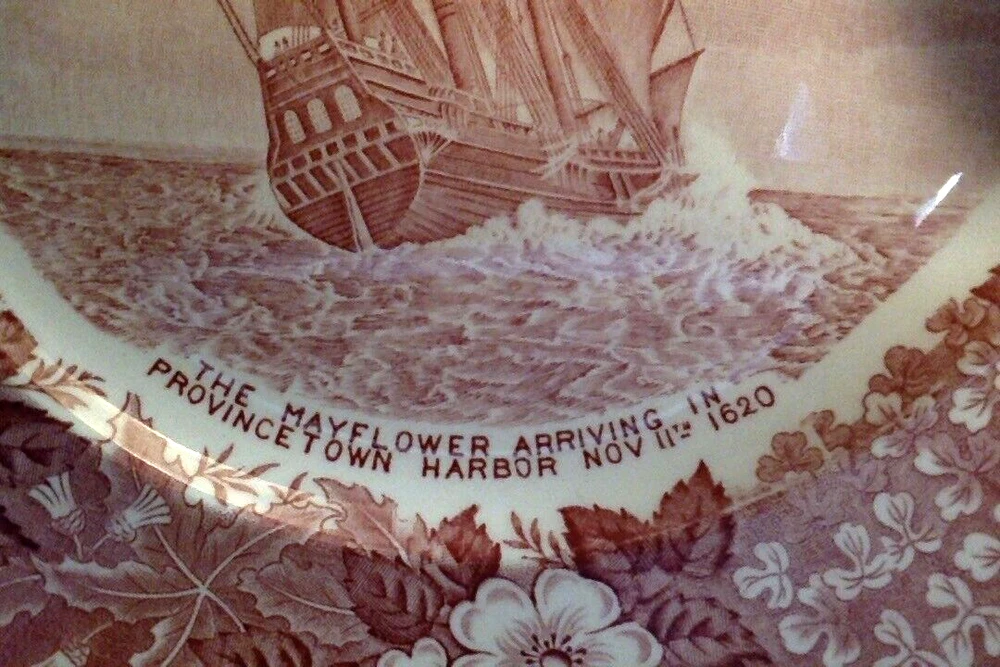 THE MAYFLOWER ARRIVING IN
PROVINCETOWN HARBOR NOV 11TH 1620